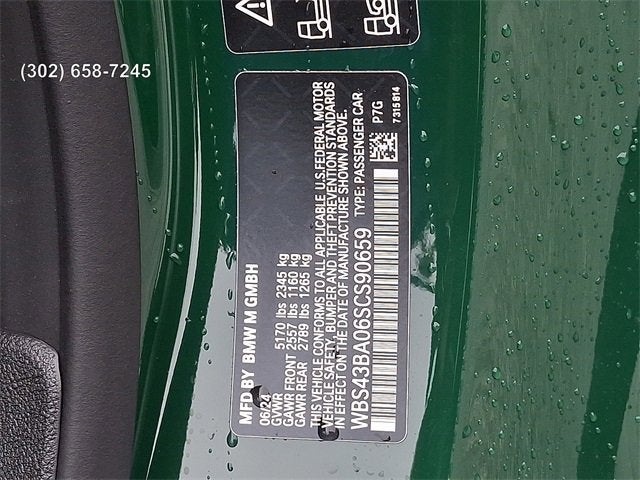 (302) 658-7245
MFD BY BMW M GMBH
06/24
GVWR 5170 lbs 2345 kg
GAWR FRONT 2557 lbs 1160 kg
GAWR REAR 2789 lbs 1265 kg
THIS VEHICLE CONFORMS TO ALL APPLICABLE U.S. FEDERAL MOTOR
VEHICLE SAFETY, BUMPER AND THEFT PREVENTION STANDARDS
IN EFFECT ON THE DATE OF MANUFACTURE SHOWN ABOVE.
WBS43BA06SCS90659 TYPE: PASSENGER CAR
P7G
7315814